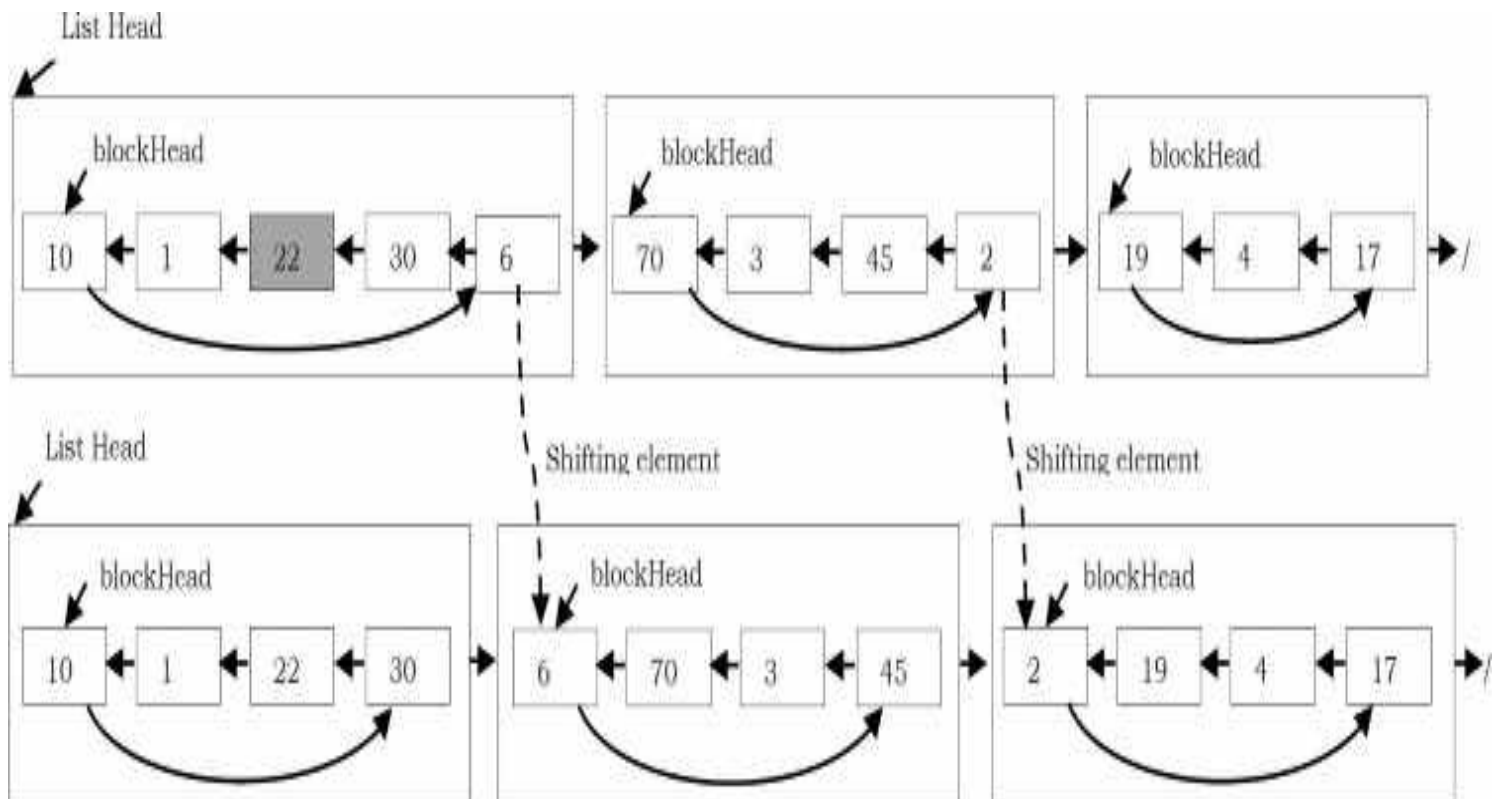 List Head
blockHead blockHead blockHead
10 1 22 30 6 70 3 45 2 19 4 17 /
List Head Shifting element Shifting element
blockHead blockHead blockHead
10 1 22 30 6 70 3 45 2 19 4 17 /